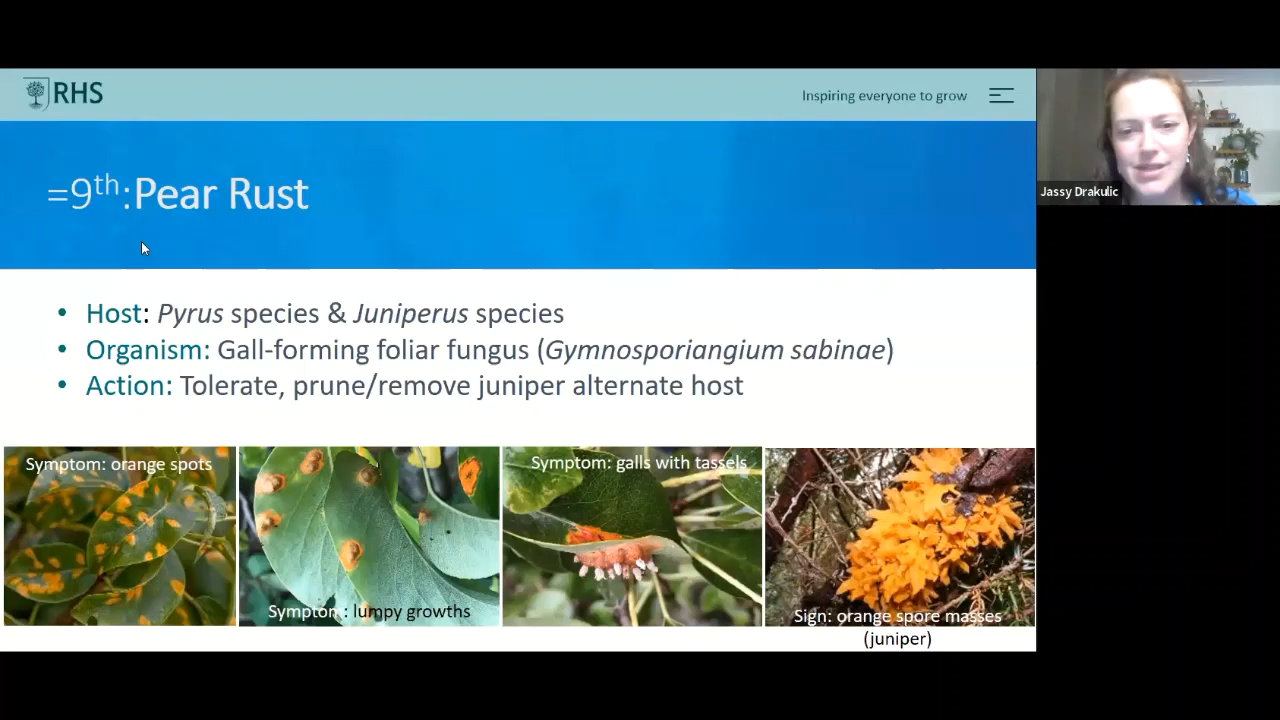 RHS
Inspiring everyone to grow
=9th:Pear Rust
Jassy Drakulic
• Host: Pyrus species & Juniperus species
• Organism: Gall-forming foliar fungus (Gymnosporiangium sabinae)
• Action: Tolerate, prune/remove juniper alternate host
Symptom: orange spots
Symptom: lumpy growths
Symptom: galls with tassels
Sign: orange spore masses
(juniper)